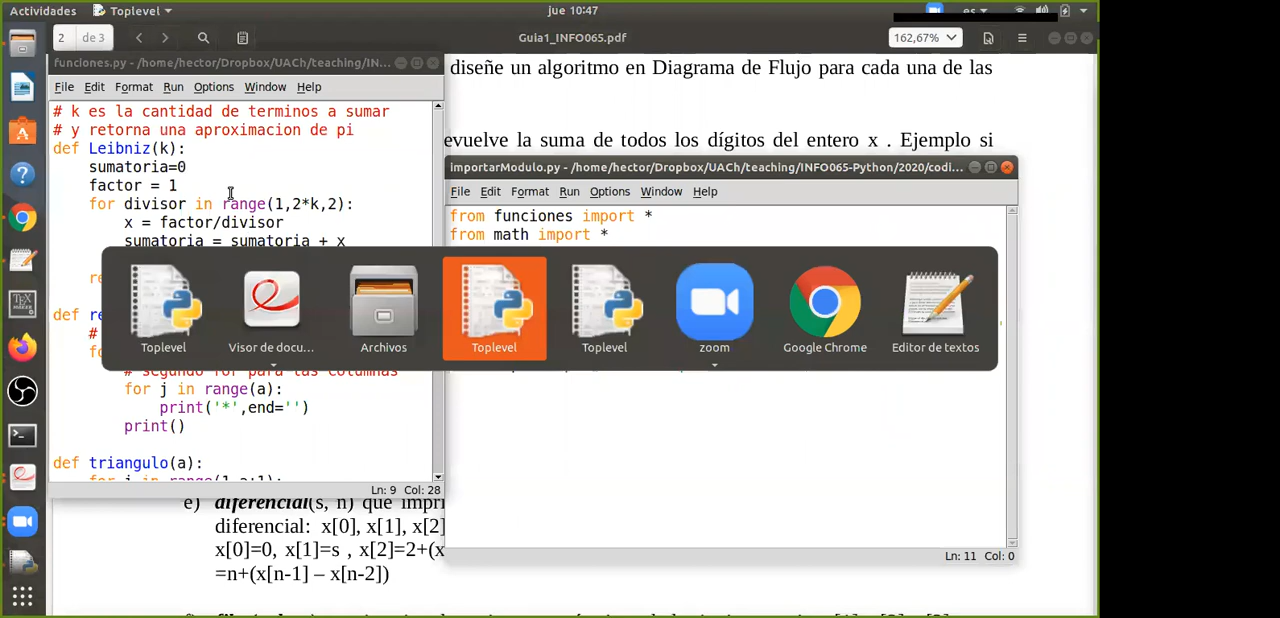 Actividades
Toplevel
jue 10:47
es
2
de 3
Guia1_INFO065.pdf
162,67%
funciones.py - /home/hector/Dropbox/UACh/teaching/IN...
File Edit Format Run Options Window Help
# k es la cantidad de terminos a sumar
# y retorna una aproximacion de pi
def Leibniz(k):
sumatoria=0
factor = 1
for divisor in range(1,2*k,2):
x = factor/divisor
sumatoria = sumatoria + x
re
def re
#
fo
# segundo for para las columnas
for j in range(a):
print('*',end='')
print()
def triangulo(a):
for i in range(1,a+1):
Ln: 9 Col: 28
diseñe un algoritmo en Diagrama de Flujo para cada una de las
evuelve la suma de todos los dígitos del entero x . Ejemplo si
importarModulo.py - /home/hector/Dropbox/UACh/teaching/INFO065-Python/2020/codi...
File Edit Format Run Options Window Help
from funciones import *
from math import *
Ln: 11 Col: 0
Toplevel
Visor de docu...
Archivos
Toplevel
Toplevel
zoom
Google Chrome
Editor de textos
e) diferencial(s, n) que impri
diferencial: x[0], x[1], x[2]
x[0]=0, x[1]=s , x[2]=2+(x
=n+(x[n-1] – x[n-2])